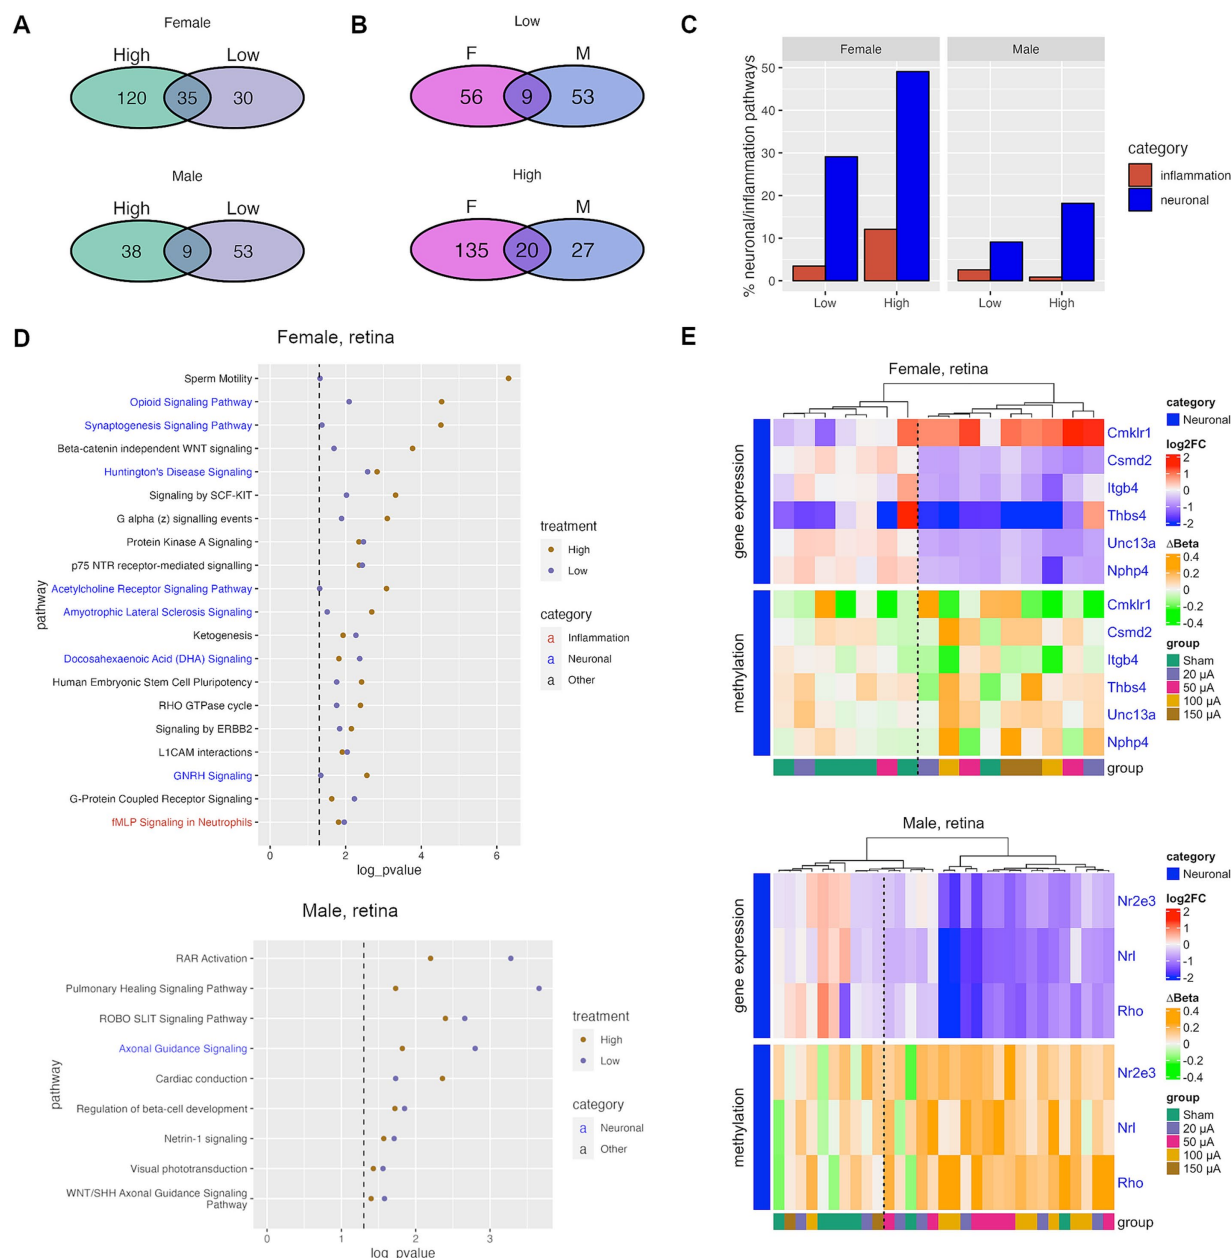 A
Female
High
Low
120
35
30
Male
High
Low
38
9
53
B
Low
F
M
56
9
53
High
F
M
135
20
27
C
Female
Male
% neuronal/inflammation pathways
50
40
30
20
10
0
Low
High
Low
High
category
inflammation
neuronal
D
Female, retina
pathway
Sperm Motility
Opioid Signaling Pathway
Synaptogenesis Signaling Pathway
Beta-catenin independent WNT signaling
Huntington's Disease Signaling
Signaling by SCF-KIT
G alpha (z) signalling events
Protein Kinase A Signaling
p75 NTR receptor-mediated signalling
Acetylcholine Receptor Signaling Pathway
Amyotrophic Lateral Sclerosis Signaling
Ketogenesis
Docosahexaenoic Acid (DHA) Signaling
Human Embryonic Stem Cell Pluripotency
RHO GTPase cycle
Signaling by ERBB2
L1CAM interactions
GNRH Signaling
G-Protein Coupled Receptor Signaling
fMLP Signaling in Neutrophils
0
2
4
6
log_pvalue
treatment
High
Low
category
a Inflammation
a Neuronal
a Other
Male, retina
pathway
RAR Activation
Pulmonary Healing Signaling Pathway
ROBO SLIT Signaling Pathway
Axonal Guidance Signaling
Cardiac conduction
Regulation of beta-cell development
Netrin-1 signaling
Visual phototransduction
WNT/SHH Axonal Guidance Signaling
Pathway
0
1
2
3
log_pvalue
treatment
High
Low
category
a Neuronal
a Other
E
Female, retina
gene expression
Cmklr1
Csmd2
Itgb4
Thbs4
Unc13a
Nphp4
methylation
Cmklr1
Csmd2
Itgb4
Thbs4
Unc13a
Nphp4
group
category
Neuronal
log2FC
2
1
0
-1
-2
ΔBeta
0.4
0.2
0
-0.2
-0.4
group
Sham
20 µA
50 µA
100 µA
150 µA
Male, retina
gene expression
Nr2e3
Nrl
Rho
methylation
Nr2e3
Nrl
Rho
group
category
Neuronal
log2FC
2
1
0
-1
-2
ΔBeta
0.4
0.2
0
-0.2
-0.4
group
Sham
20 µA
50 µA
100 µA
150 µA